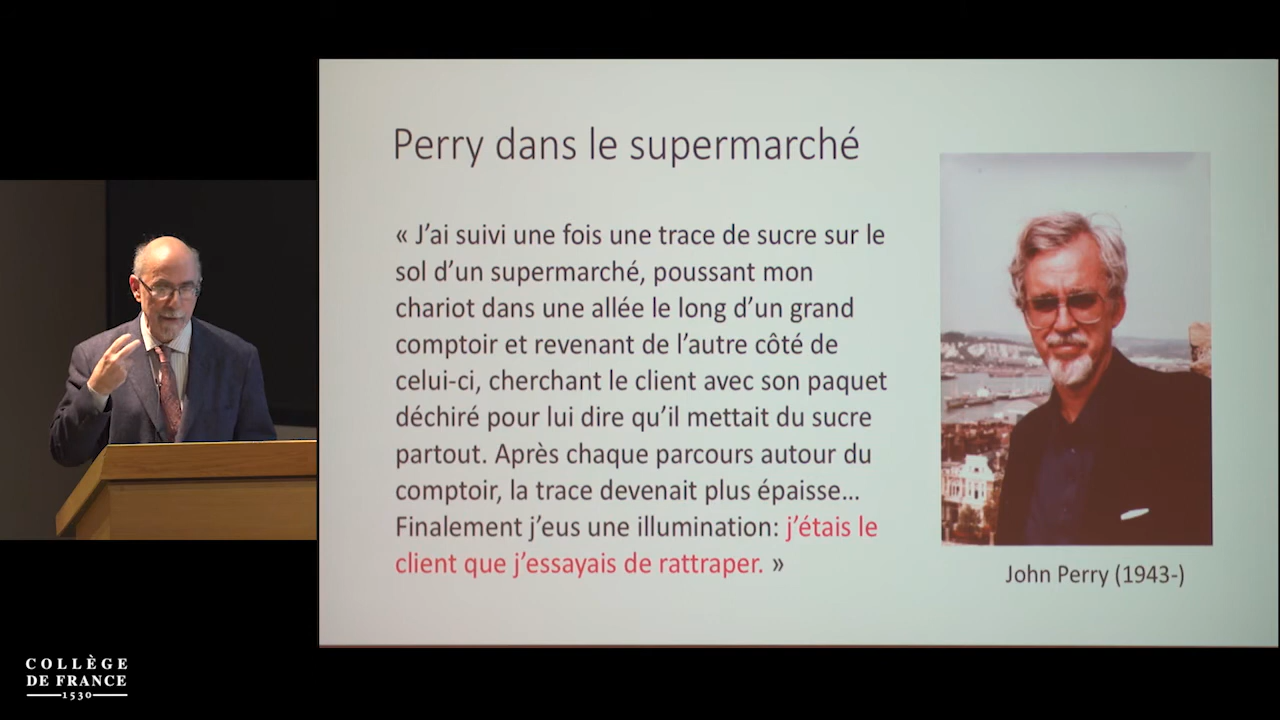 Perry dans le supermarché
« J’ai suivi une fois une trace de sucre sur le
sol d’un supermarché, poussant mon
chariot dans une allée le long d’un grand
comptoir et revenant de l’autre côté de
celui-ci, cherchant le client avec son paquet
déchiré pour lui dire qu’il mettait du sucre
partout. Après chaque parcours autour du
comptoir, la trace devenait plus épaisse…
Finalement j’eus une illumination: j’étais le
client que j’essayais de rattraper. »
John Perry (1943-)
COLLÈGE
DE FRANCE
1530